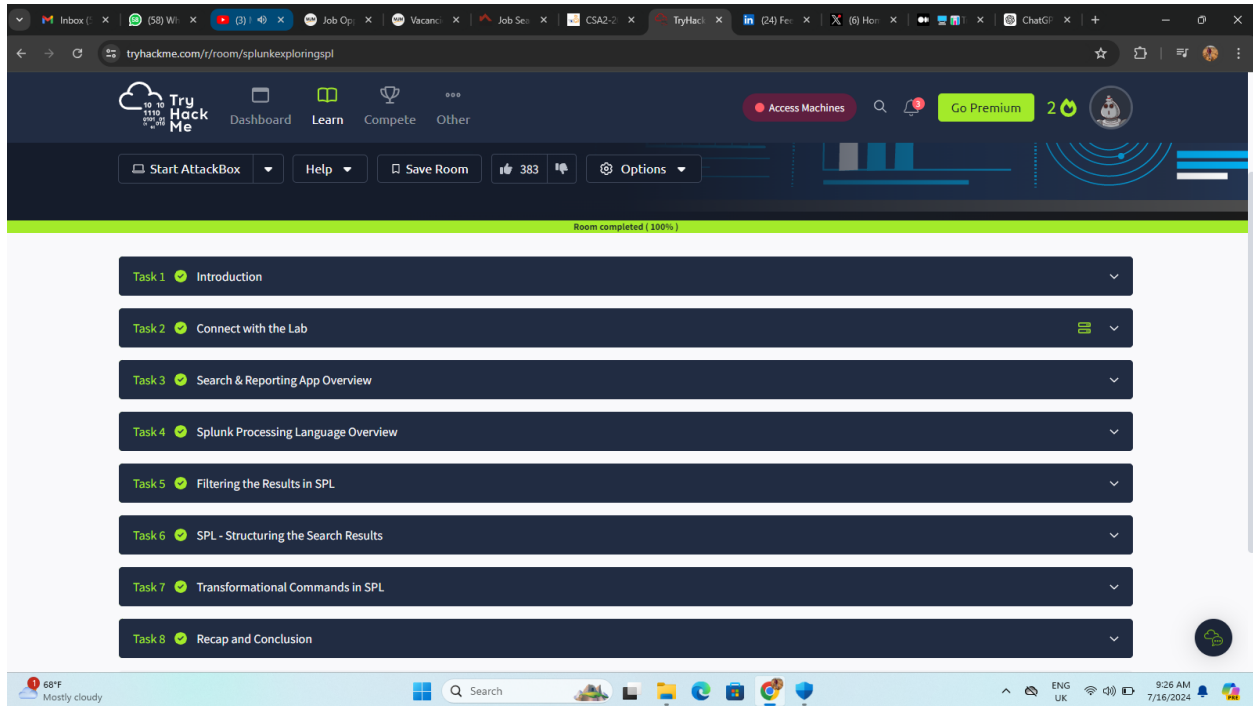 Inbox (
(58) Wh
(3)
Job Op
Vacanci
Job Sea
CSA2-2
TryHack
(24) Fee
(6) Hom
ChatGP
tryhackme.com/r/room/splunkexploringspl
Try
Hack
Me
Dashboard
Learn
Compete
Other
Access Machines
3
Go Premium
2
Start AttackBox
Help
Save Room
383
Options
Room completed ( 100% )
Task 1 Introduction
Task 2 Connect with the Lab
Task 3 Search & Reporting App Overview
Task 4 Splunk Processing Language Overview
Task 5 Filtering the Results in SPL
Task 6 SPL - Structuring the Search Results
Task 7 Transformational Commands in SPL
Task 8 Recap and Conclusion
1
68°F
Mostly cloudy
Search
ENG
UK
9:26 AM
7/16/2024
PRE